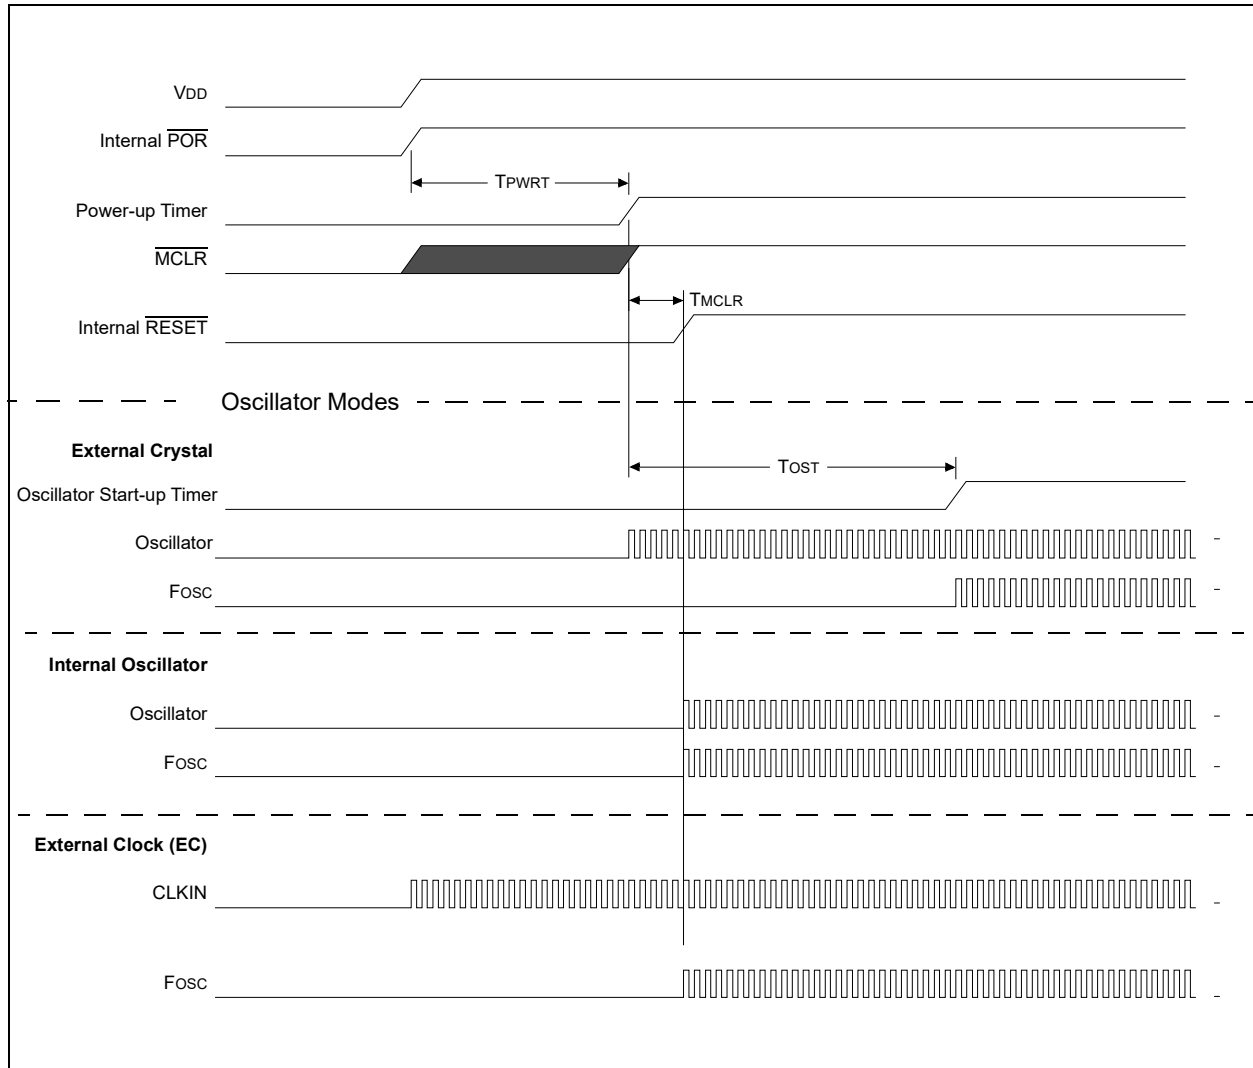 VDD
Internal POR
TPWRT
Power-up Timer
MCLR
TMCLR
Internal RESET
Oscillator Modes
External Crystal
TOST
Oscillator Start-up Timer
Oscillator
FOSC
Internal Oscillator
Oscillator
FOSC
External Clock (EC)
CLKIN
FOSC